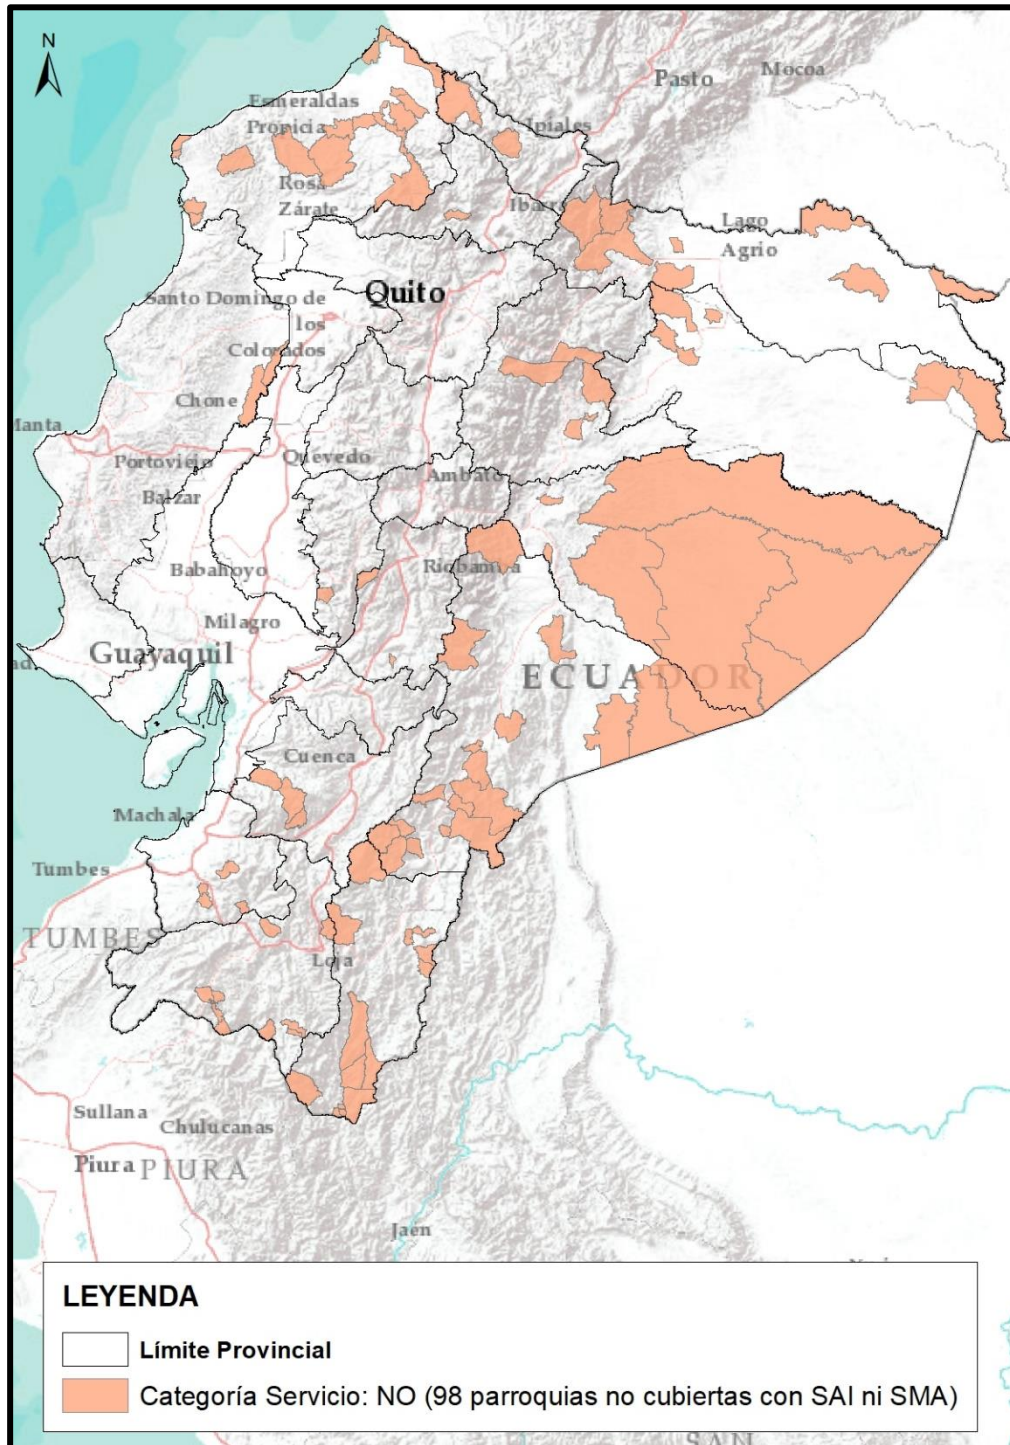 N
Pasto
Mocoa
Esmeraldas
Propicia
Ipiales
Rosa
Zárate
Ibarra
Lago
Agrio
Quito
Santo Domingo de
los
Colorados
Chone
Manta
Portoviejo
Quevedo
Ambato
Balzar
Babahoyo
Riobamba
Milagro
Guayaquil
ECUADOR
Cuenca
Machala
Tumbes
TUMBES
Loja
Sullana
Chulucanas
Piura
PIURA
Jaén
LEYENDA
Límite Provincial
Categoría Servicio: NO (98 parroquias no cubiertas con SAI ni SMA)
SAN